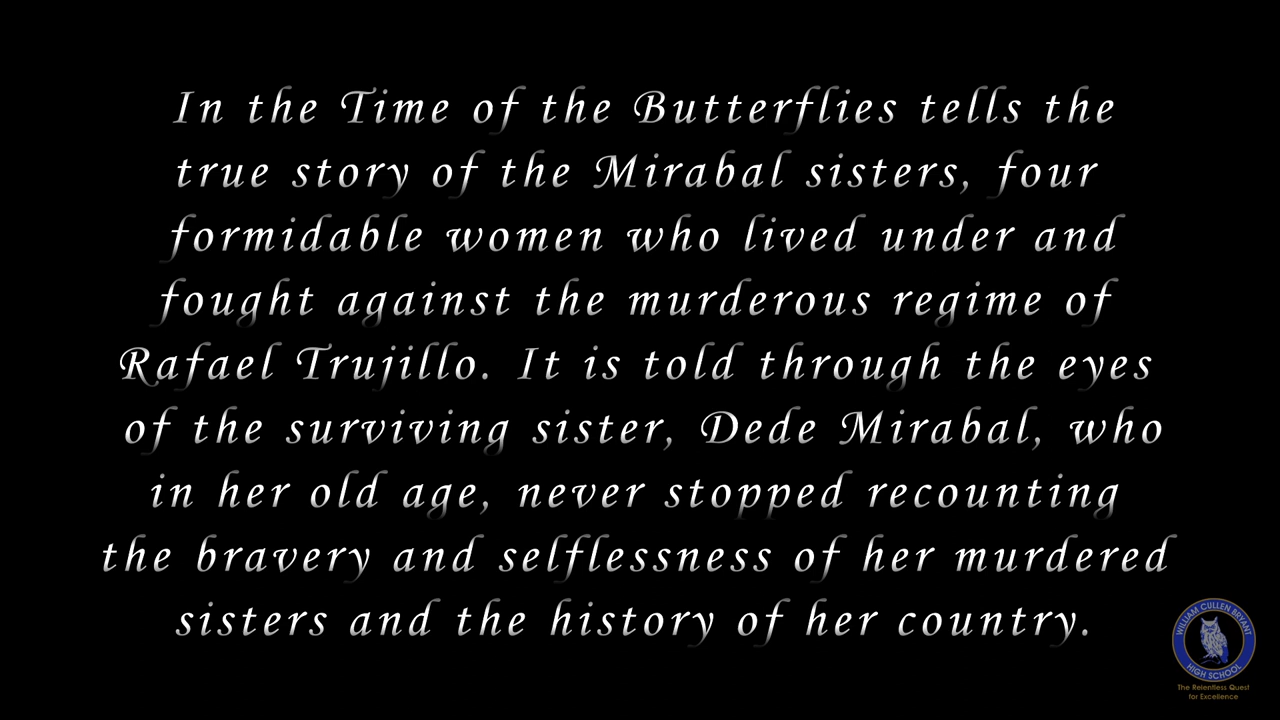 In the Time of the Butterflies tells the
true story of the Mirabal sisters, four
formidable women who lived under and
fought against the murderous regime of
Rafael Trujillo. It is told through the eyes
of the surviving sister, Dede Mirabal, who
in her old age, never stopped recounting
the bravery and selflessness of her murdered
sisters and the history of her country.
WILLIAM CULLEN BRYANT
HIGH SCHOOL
The Relentless Quest
for Excellence